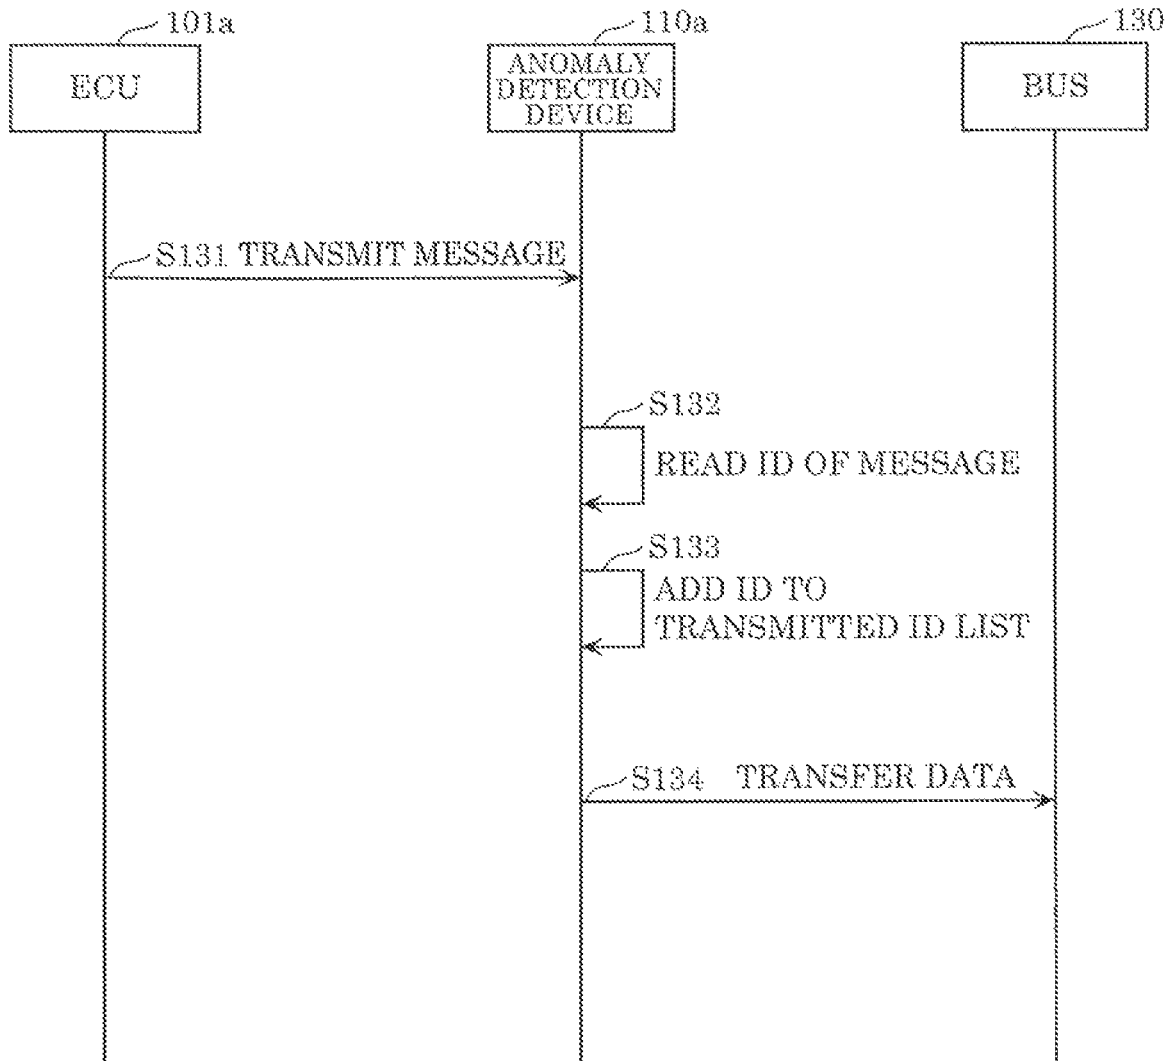 101a
110a
130
ECU
ANOMALY
DETECTION
DEVICE
BUS
S131 TRANSMIT MESSAGE
S132
READ ID OF MESSAGE
S133
ADD ID TO
TRANSMITTED ID LIST
S134 TRANSFER DATA